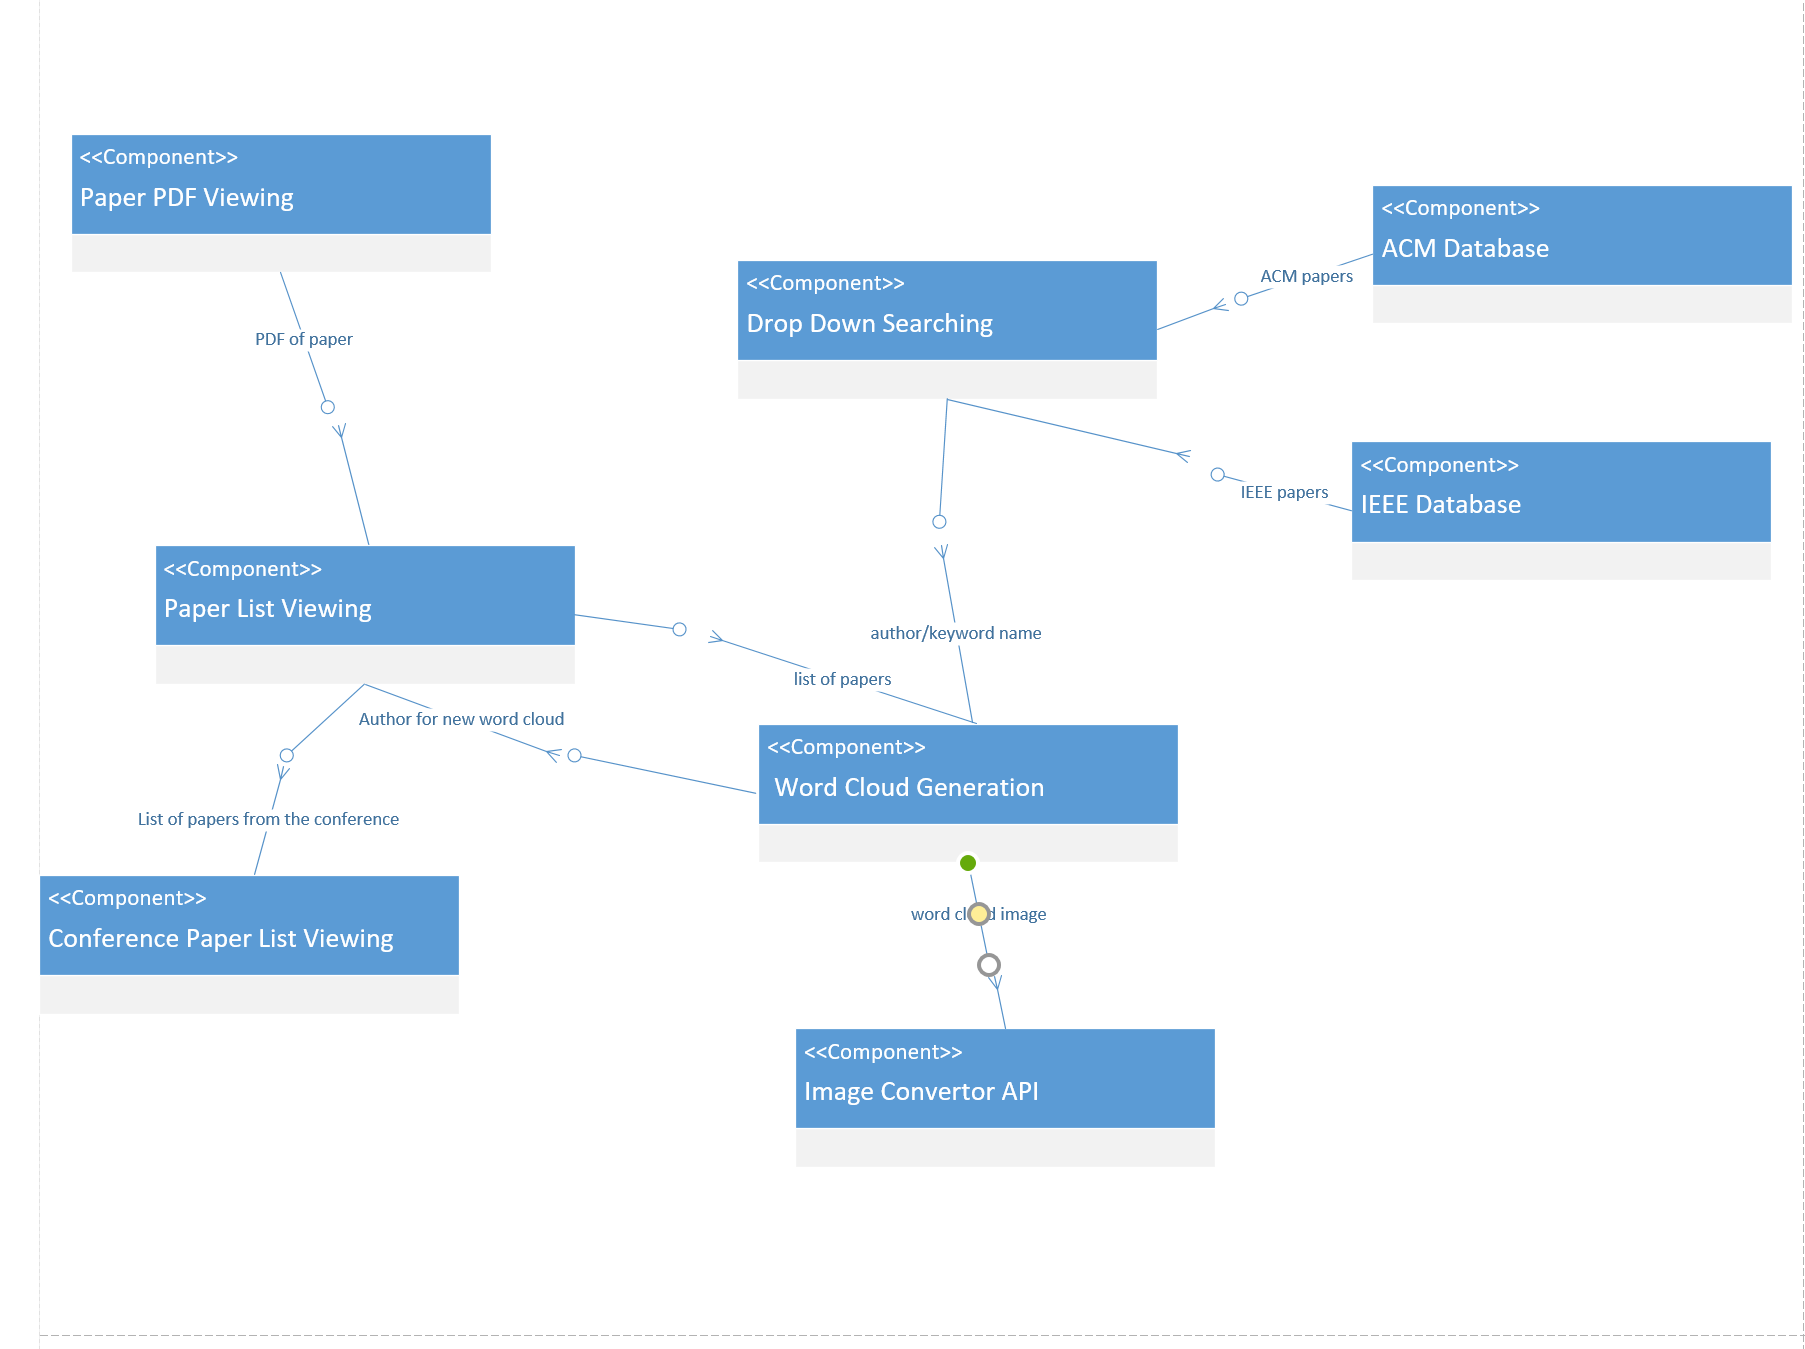 <<Component>>
Paper PDF Viewing
<<Component>>
ACM Database
<<Component>>
Drop Down Searching
ACM papers
PDF of paper
<<Component>>
IEEE Database
IEEE papers
<<Component>>
Paper List Viewing
author/keyword name
list of papers
Author for new word cloud
<<Component>>
Word Cloud Generation
List of papers from the conference
<<Component>>
Conference Paper List Viewing
word cloud image
<<Component>>
Image Convertor API